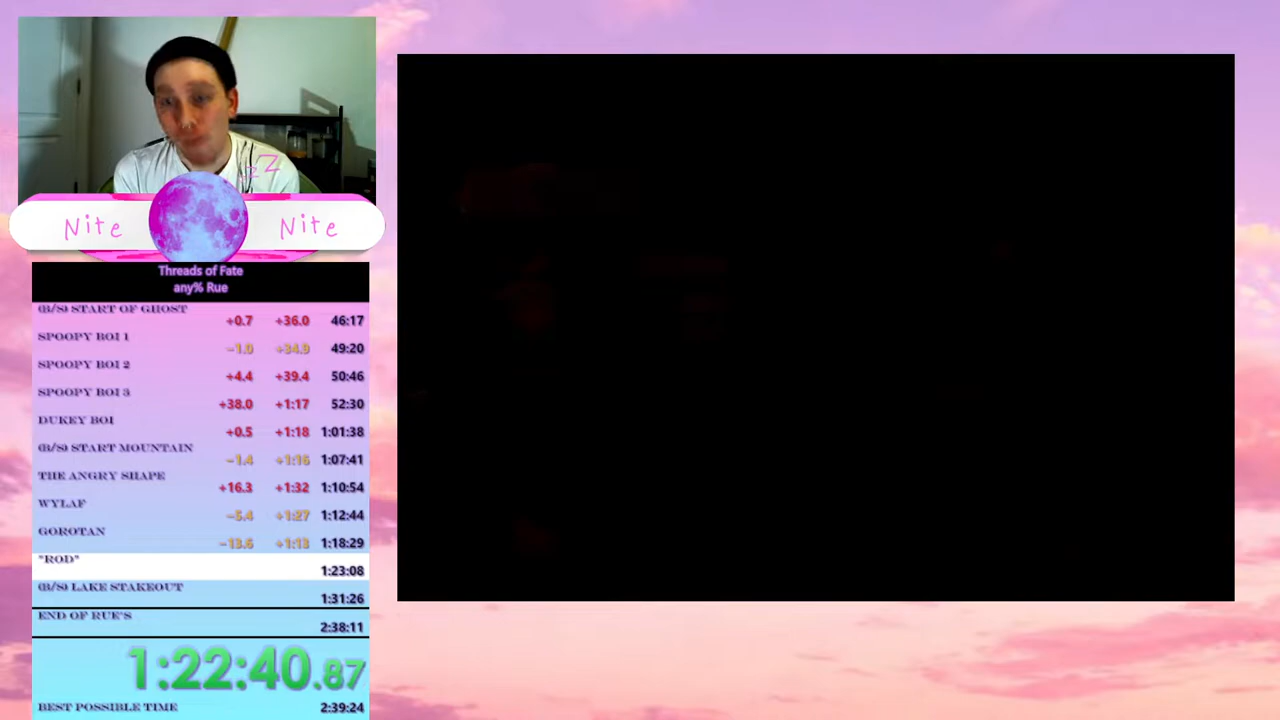 zZ
Nite Nite
Threads of Fate
any% Rue
(B/S) START OF GHOST
+0.7 +36.0 46:17
SPOOPY BOI 1
-1.0 +34.9 49:20
SPOOPY BOI 2
+4.4 +39.4 50:46
SPOOPY BOI 3
+38.0 +1:17 52:30
DUKEY BOI
+0.5 +1:18 1:01:38
(B/S) START MOUNTAIN
-1.4 +1:16 1:07:41
THE ANGRY SHAPE
+16.3 +1:32 1:10:54
WYLAF
-5.4 +1:27 1:12:44
GOROTAN
-13.6 +1:13 1:18:29
"ROD"
1:23:08
(B/S) LAKE STAKEOUT
1:31:26
END OF RUE'S
2:38:11
1:22:40.87
BEST POSSIBLE TIME 2:39:24